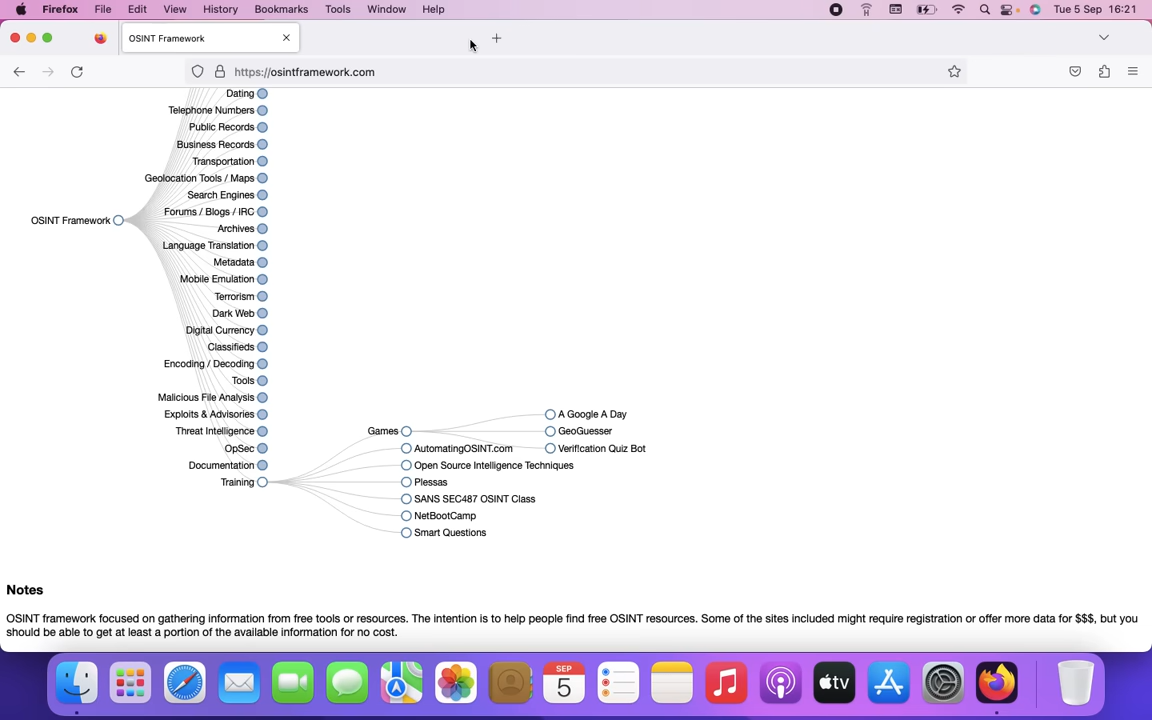 Firefox File Edit View History Bookmarks Tools Window Help Tue 5 Sep 16:21
OSINT Framework
https://osintframework.com
Dating
Telephone Numbers
Public Records
Business Records
Transportation
Geolocation Tools / Maps
Search Engines
OSINT Framework
Forums / Blogs / IRC
Archives
Language Translation
Metadata
Mobile Emulation
Terrorism
Dark Web
Digital Currency
Classifieds
Encoding / Decoding
Tools
Malicious File Analysis
Exploits & Advisories
Threat Intelligence
OpSec
Documentation
Training
Games
AutomatingOSINT.com
Open Source Intelligence Techniques
Plessas
SANS SEC487 OSINT Class
NetBootCamp
Smart Questions
A Google A Day
GeoGuesser
Verif!cation Quiz Bot
Notes
OSINT framework focused on gathering information from free tools or resources. The intention is to help people find free OSINT resources. Some of the sites included might require registration or offer more data for $$$, but you
should be able to get at least a portion of the available information for no cost.
SEP
5
tv